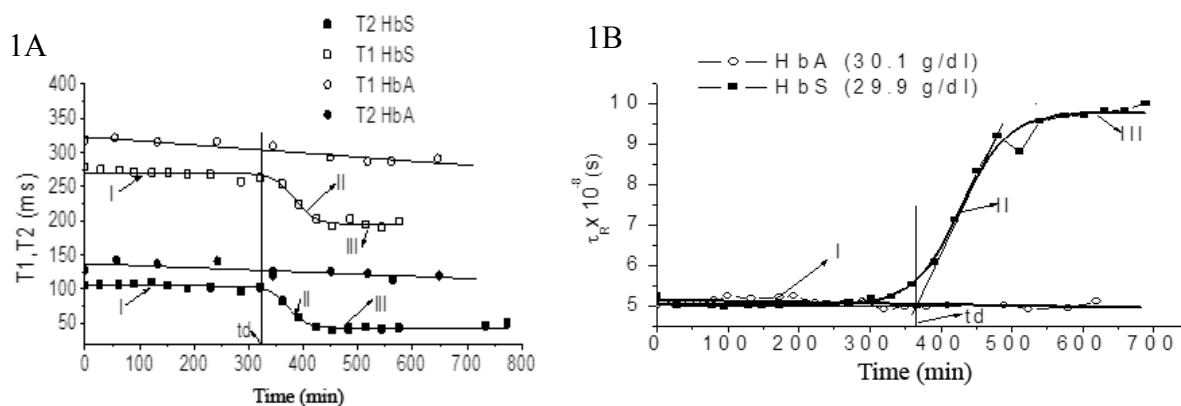 1A
T2 HbS
T1 HbS
T1 HbA
T2 HbA
T1,T2 (ms)
400
350
300
250
200
150
100
50
I
II
III
I
II
III
td
0 100 200 300 400 500 600 700 800
Time (min)
1B
HbA (30.1 g/dl)
HbS (29.9 g/dl)
τR x 10-8 (s)
10
9
8
7
6
5
I
II
III
td
0 100 200 300 400 500 600 700
Time (min)